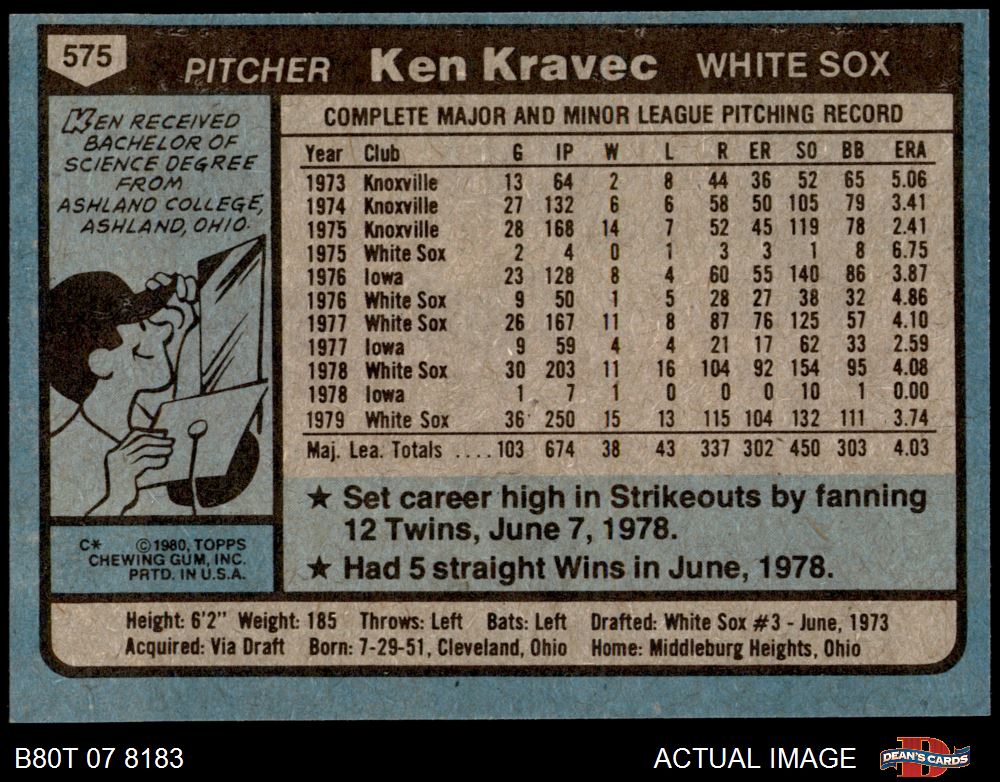 575
PITCHER Ken Kravec WHITE SOX
KEN RECEIVED
BACHELOR OF
SCIENCE DEGREE
FROM
ASHLAND COLLEGE,
ASHLAND, OHIO.
COMPLETE MAJOR AND MINOR LEAGUE PITCHING RECORD
Year Club G IP W L R ER SO BB ERA
1973 Knoxville 13 64 2 8 44 36 52 65 5.06
1974 Knoxville 27 132 6 6 58 50 105 79 3.41
1975 Knoxville 28 168 14 7 52 45 119 78 2.41
1975 White Sox 2 4 0 1 3 3 1 8 6.75
1976 Iowa 23 128 8 4 60 55 140 86 3.87
1976 White Sox 9 50 1 5 28 27 38 32 4.86
1977 White Sox 26 167 11 8 87 76 125 57 4.10
1977 Iowa 9 59 4 4 21 17 62 33 2.59
1978 White Sox 30 203 11 16 104 92 154 95 4.08
1978 Iowa 1 7 1 0 0 0 10 1 0.00
1979 White Sox 36 250 15 13 115 104 132 111 3.74
Maj. Lea. Totals .... 103 674 38 43 337 302 450 303 4.03
★ Set career high in Strikeouts by fanning
12 Twins, June 7, 1978.
★ Had 5 straight Wins in June, 1978.
C* ©1980, TOPPS
CHEWING GUM, INC.
PRTD. IN U.S.A.
Height: 6'2" Weight: 185 Throws: Left Bats: Left Drafted: White Sox #3 - June, 1973
Acquired: Via Draft Born: 7-29-51, Cleveland, Ohio Home: Middleburg Heights, Ohio
B80T 07 8183
ACTUAL IMAGE
DEAN'S CARDS